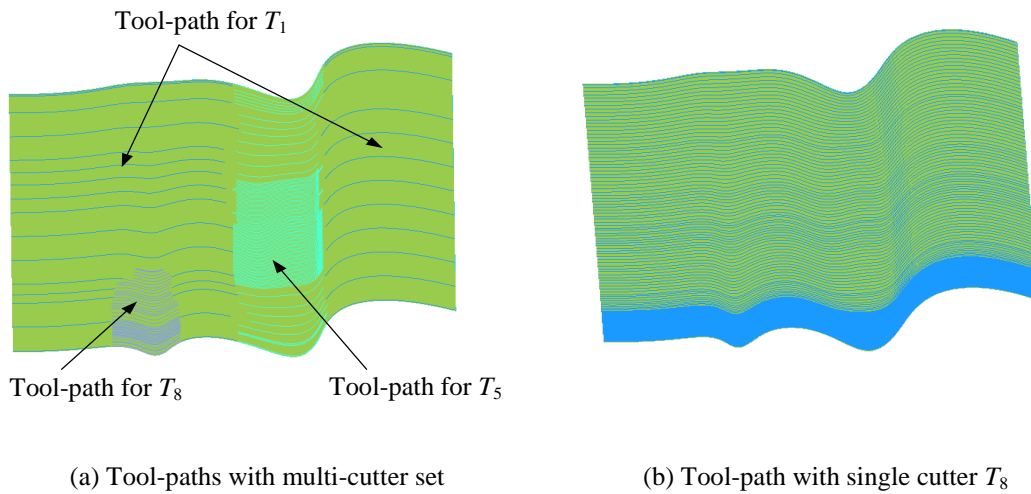 Tool-path for T1
Tool-path for T8
Tool-path for T5
(a) Tool-paths with multi-cutter set
(b) Tool-path with single cutter T8